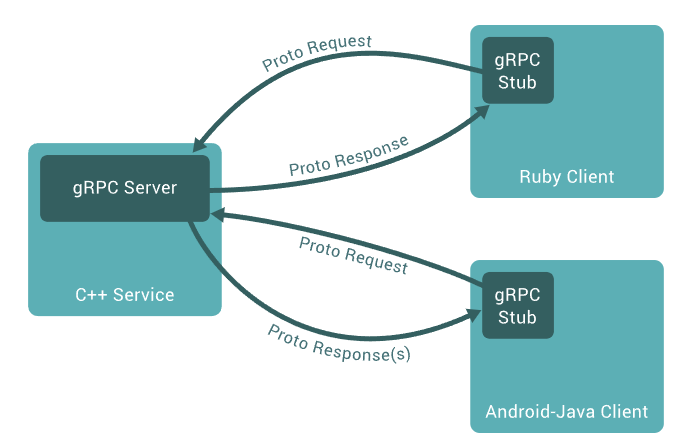 Proto Request
gRPC
Stub
Proto Response
Ruby Client
gRPC Server
C++ Service
Proto Request
gRPC
Stub
Proto Response(s)
Android-Java Client